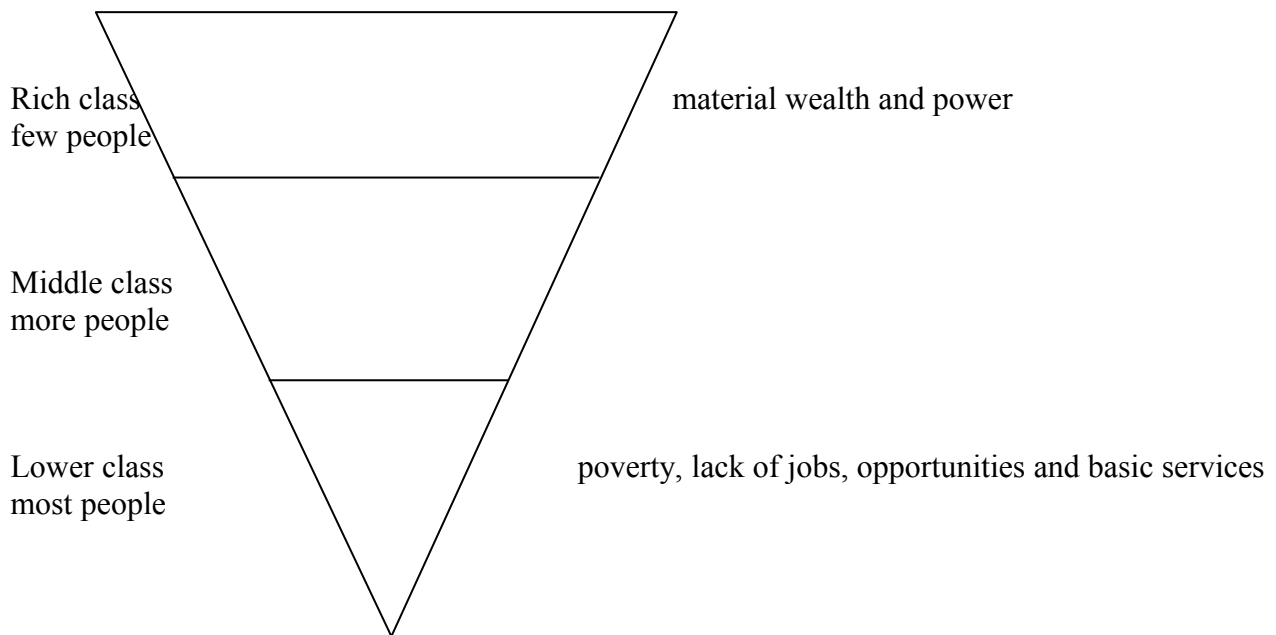 Rich class
few people
material wealth and power
Middle class
more people
Lower class
most people
poverty, lack of jobs, opportunities and basic services